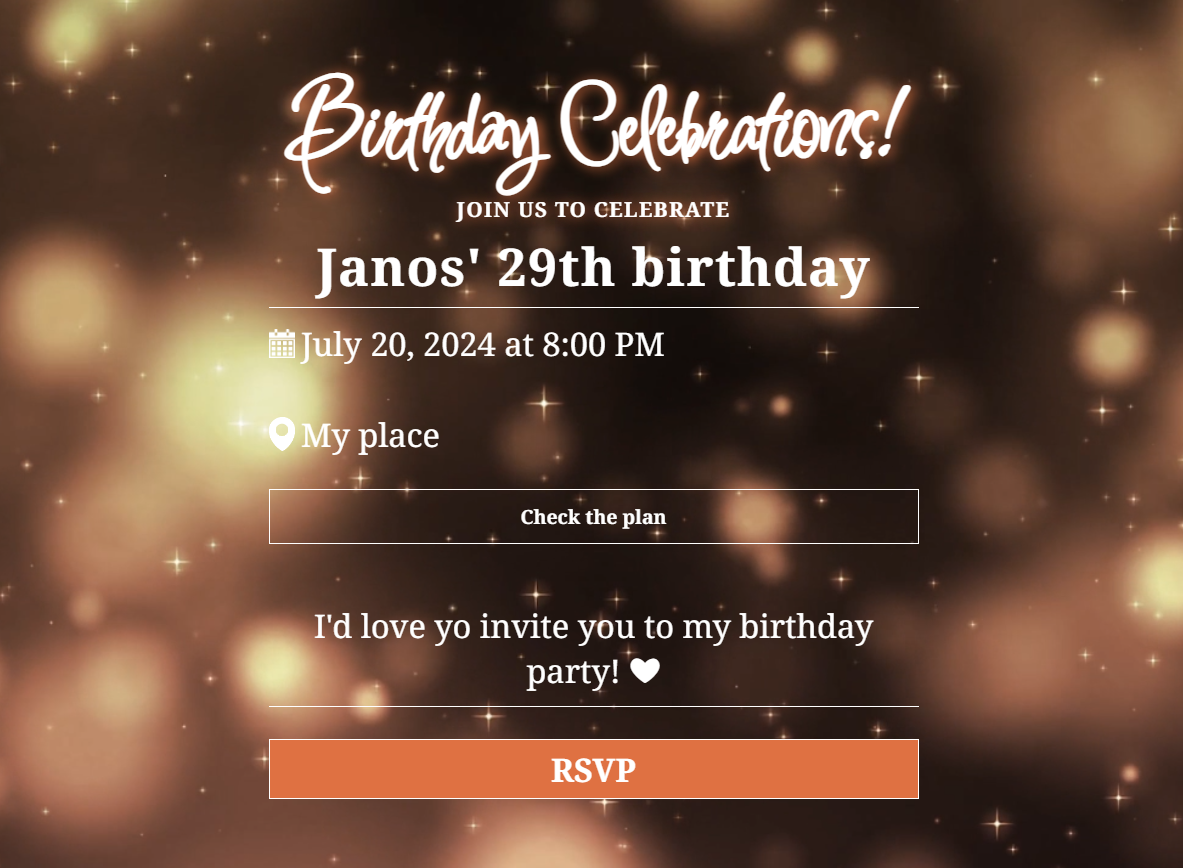 Birthday Celebrations!
JOIN US TO CELEBRATE
Janos' 29th birthday
July 20, 2024 at 8:00 PM
My place
Check the plan
I'd love yo invite you to my birthday
party!
RSVP